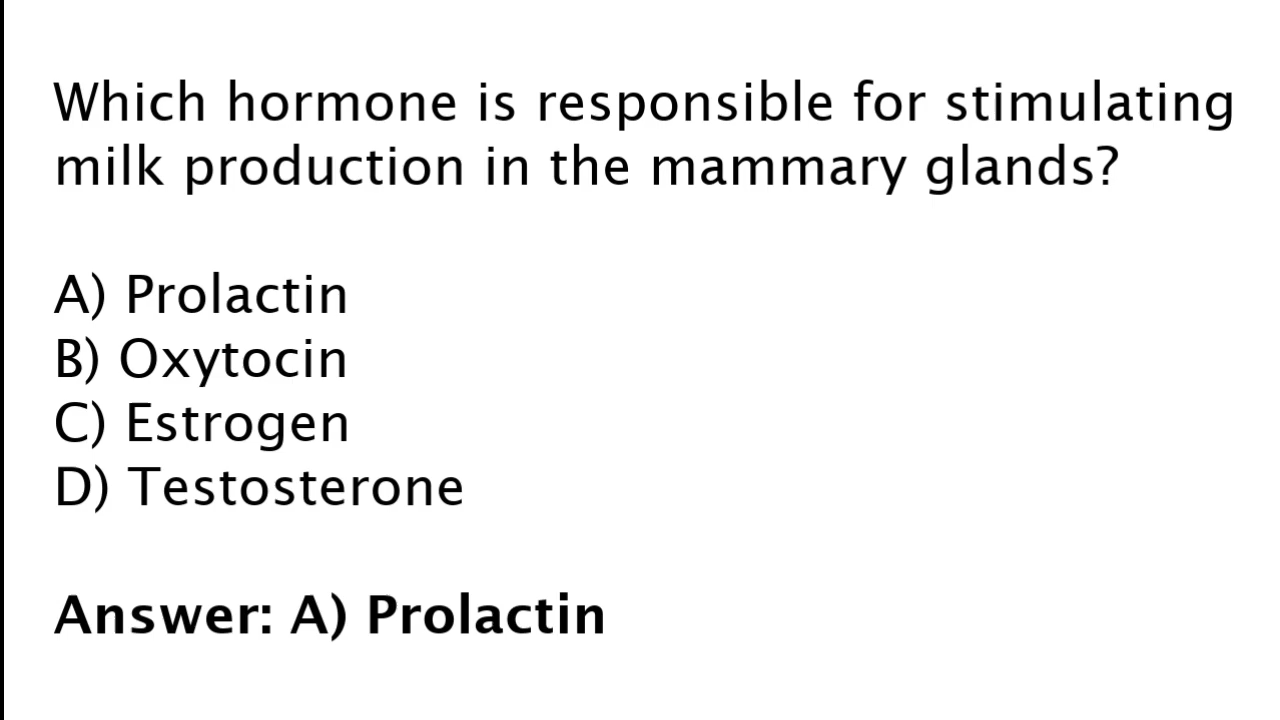 Which hormone is responsible for stimulating
milk production in the mammary glands?
A) Prolactin
B) Oxytocin
C) Estrogen
D) Testosterone
Answer: A) Prolactin